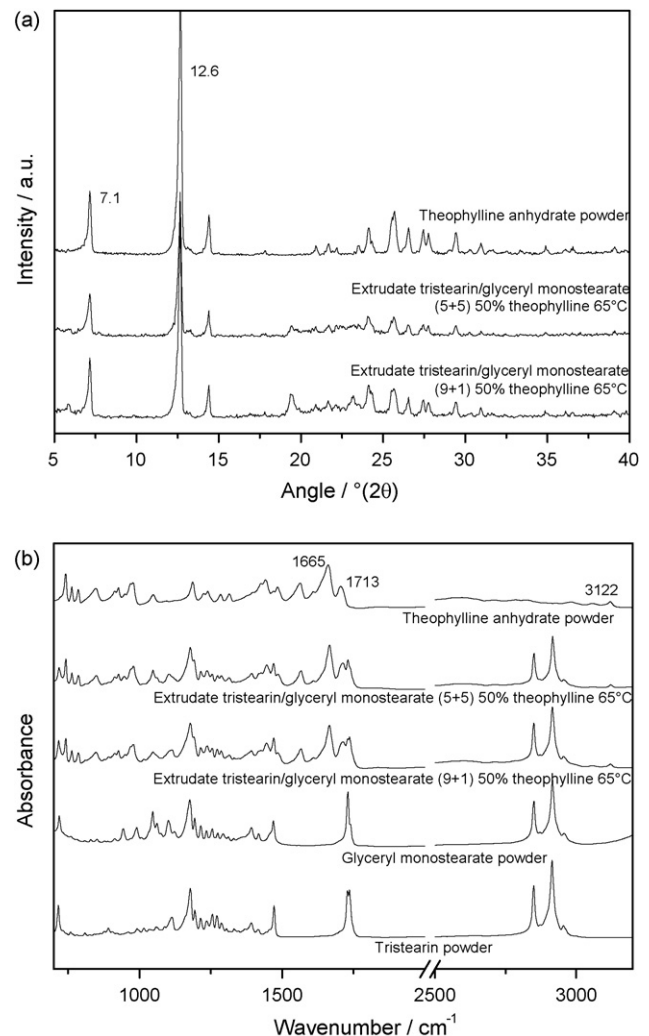 (a)
12.6
7.1
Theophylline anhydrate powder
Extrudate tristearin/glyceryl monostearate
(5+5) 50% theophylline 65°C
Extrudate tristearin/glyceryl monostearate
(9+1) 50% theophylline 65°C
Intensity / a.u.
5 10 15 20 25 30 35 40
Angle / °(2θ)
(b)
1665
1713
3122
Theophylline anhydrate powder
Extrudate tristearin/glyceryl monostearate (5+5) 50% theophylline 65°C
Extrudate tristearin/glyceryl monostearate (9+1) 50% theophylline 65°C
Glyceryl monostearate powder
Tristearin powder
Absorbance
1000 1500 2500 3000
Wavenumber / cm⁻¹